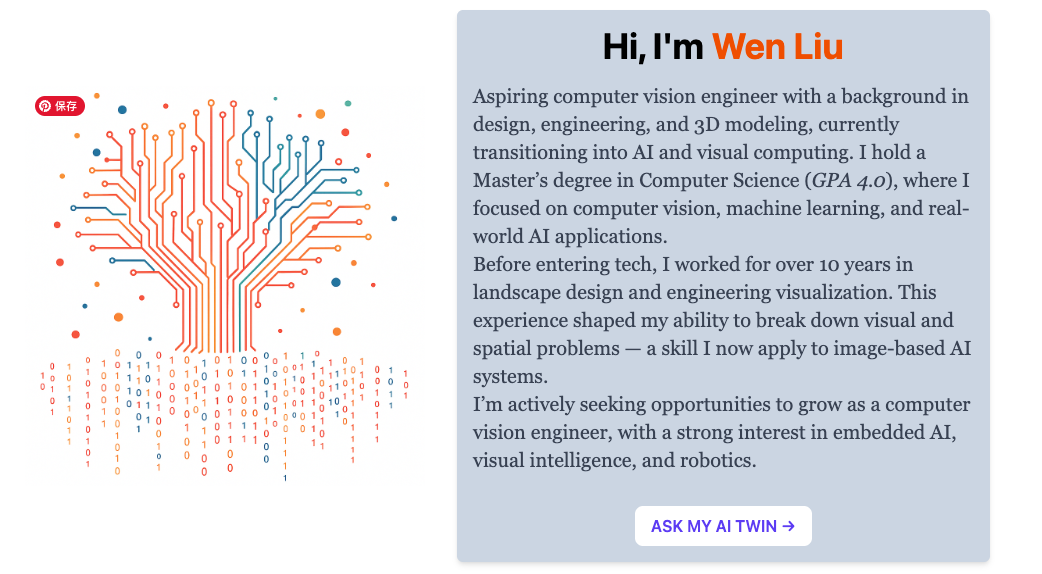 保存
Hi, I'm Wen Liu
Aspiring computer vision engineer with a background in
design, engineering, and 3D modeling, currently
transitioning into AI and visual computing. I hold a
Master’s degree in Computer Science (GPA 4.0), where I
focused on computer vision, machine learning, and real-
world AI applications.
Before entering tech, I worked for over 10 years in
landscape design and engineering visualization. This
experience shaped my ability to break down visual and
spatial problems — a skill I now apply to image-based AI
systems.
I’m actively seeking opportunities to grow as a computer
vision engineer, with a strong interest in embedded AI,
visual intelligence, and robotics.
ASK MY AI TWIN →